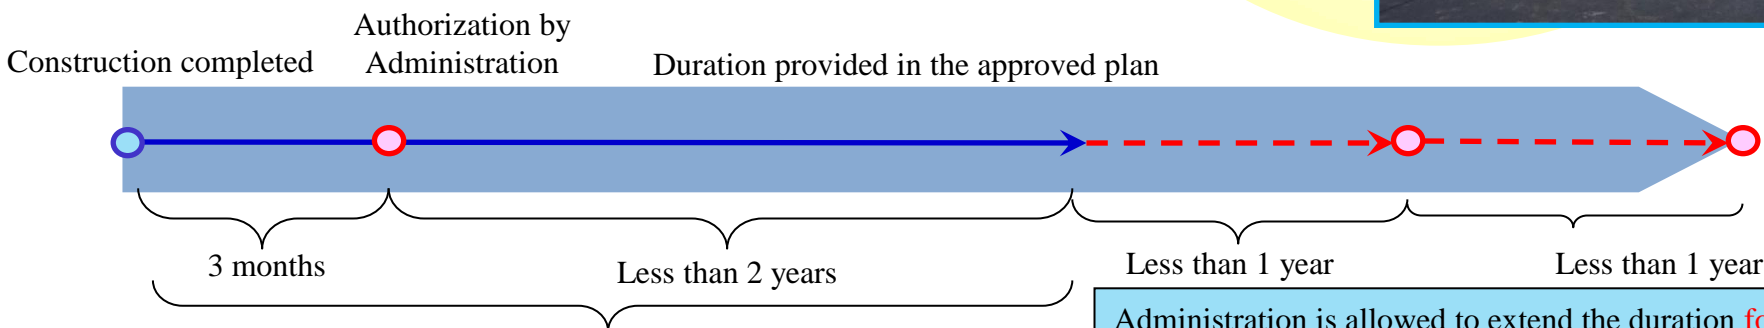 Authorization by
Administration
Construction completed
Duration provided in the approved plan
3 months
Less than 2 years
Less than 1 year
Less than 1 year
Administration is allowed to extend the duration